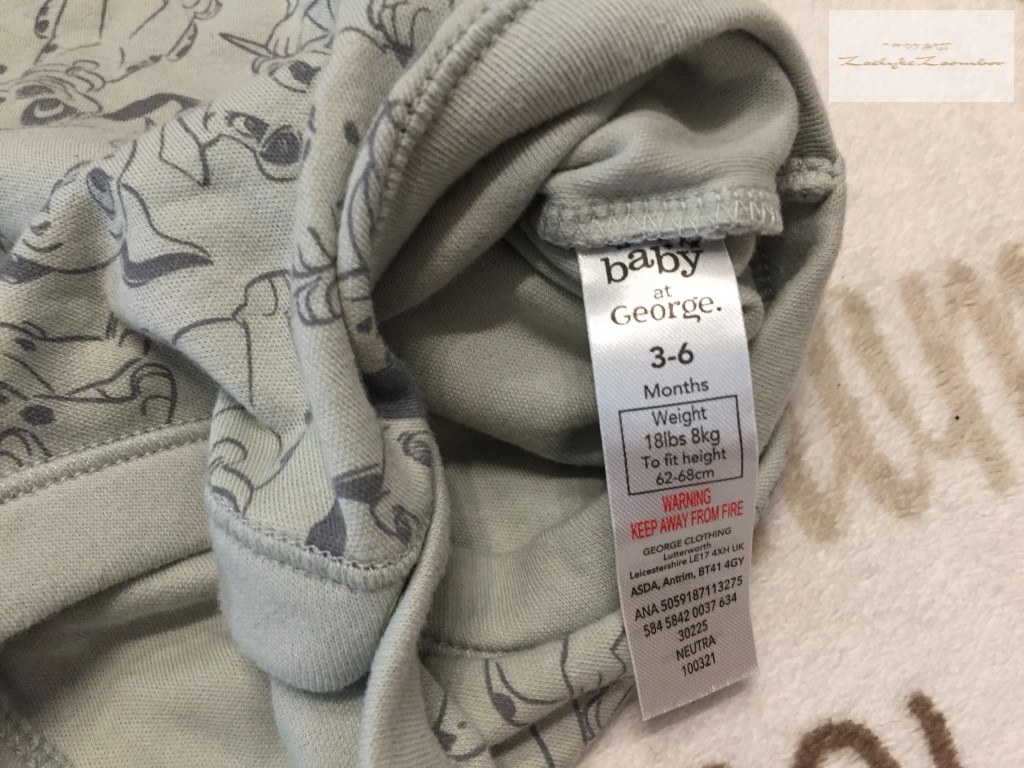 baby
at
George.
3-6
Months
Weight
18lbs 8kg
To fit height
62-68cm
WARNING
KEEP AWAY FROM FIRE
GEORGE CLOTHING
Lutterworth
Leicestershire LE17 4XH UK
ASDA, Antrim, BT41 4GY
ANA 5059187113275
S84 5842 0037 634
30225
NEUTRA
100321